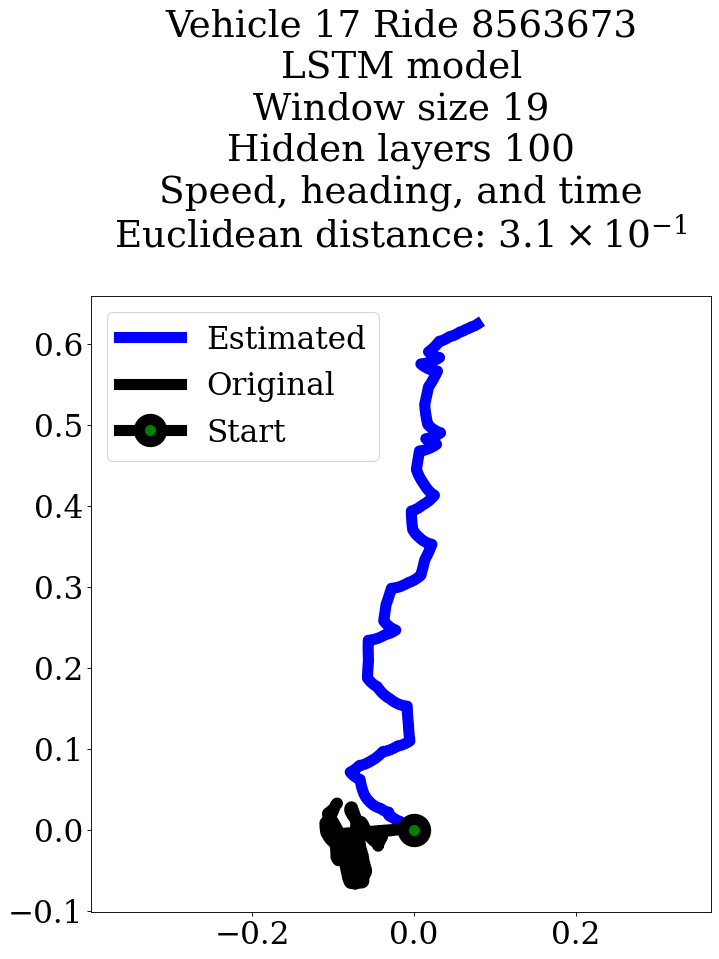 Vehicle 17 Ride 8563673
LSTM model
Window size 19
Hidden layers 100
Speed, heading, and time
Euclidean distance: 3.1 × 10⁻¹
Estimated
Original
Start
0.6
0.5
0.4
0.3
0.2
0.1
0.0
−0.1
−0.2 0.0 0.2